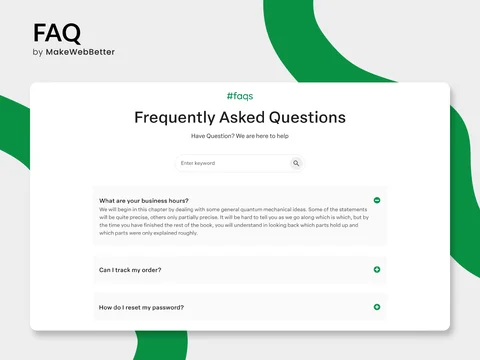 FAQ
by MakeWebBetter
#faqs
Frequently Asked Questions
Have Question? We are here to help
Enter keyword
What are your business hours?
We will begin in this chapter by dealing with some general quantum mechanical ideas. Some of the statements
will be quite precise, others only partially precise. It will be hard to tell you as we go along which is which, but by
the time you have finished the rest of the book, you will understand in looking back which parts hold up and
which parts were only explained roughly.
Can I track my order?
How do I reset my password?